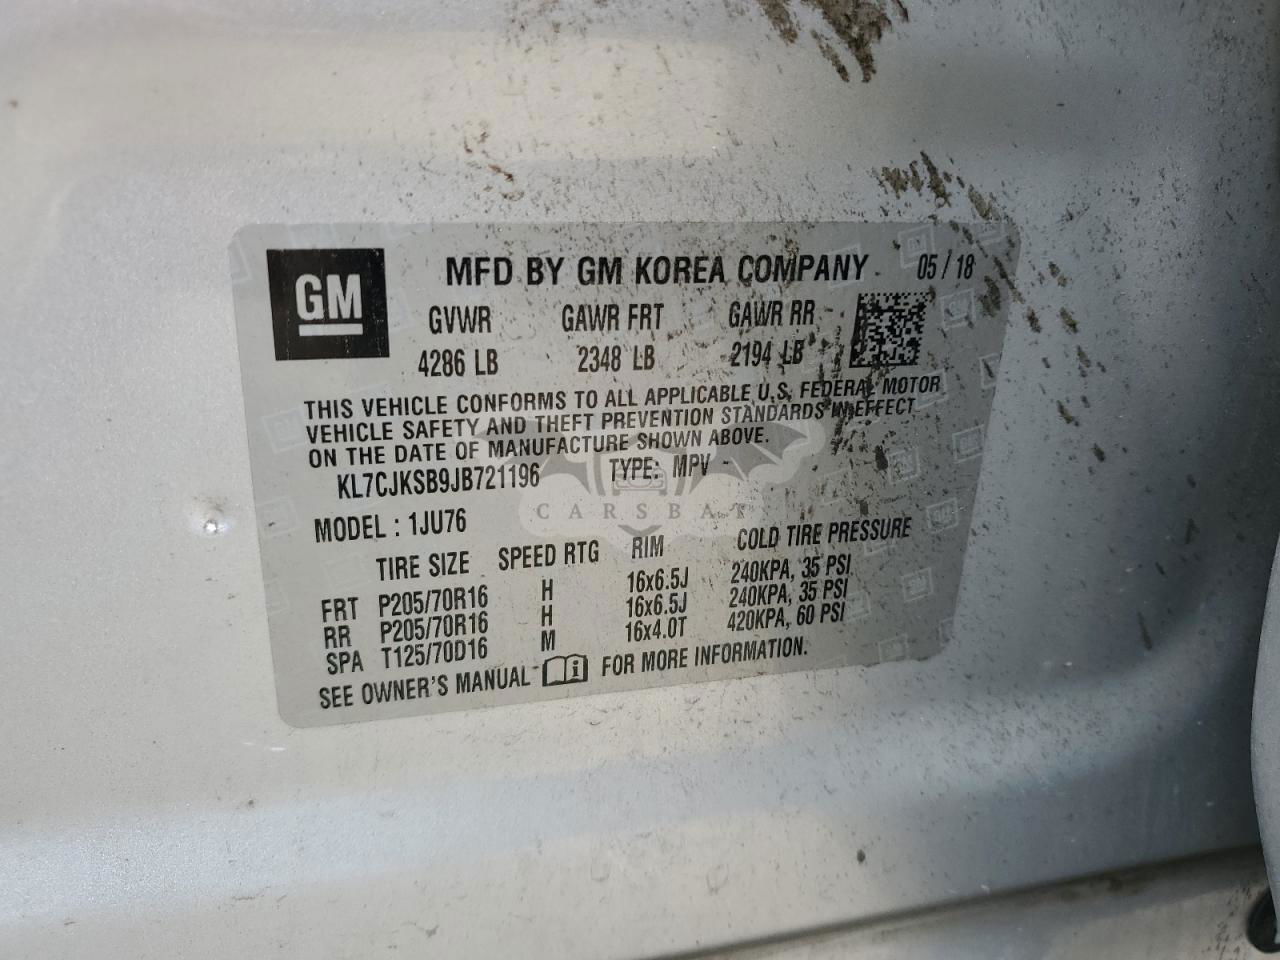 GM
MFD BY GM KOREA COMPANY 05/18
GVWR GAWR FRT GAWR RR
4286 LB 2348 LB 2194 LB
THIS VEHICLE CONFORMS TO ALL APPLICABLE U.S. FEDERAL MOTOR
VEHICLE SAFETY AND THEFT PREVENTION STANDARDS IN EFFECT
ON THE DATE OF MANUFACTURE SHOWN ABOVE.
KL7CJKSB9JB721196 TYPE: MPV
CARSBAT
MODEL : 1JU76
TIRE SIZE SPEED RTG RIM COLD TIRE PRESSURE
FRT P205/70R16 H 16x6.5J 240KPA, 35 PSI
RR P205/70R16 H 16x6.5J 240KPA, 35 PSI
SPA T125/70D16 M 16x4.0T 420KPA, 60 PSI
SEE OWNER'S MANUAL i FOR MORE INFORMATION.